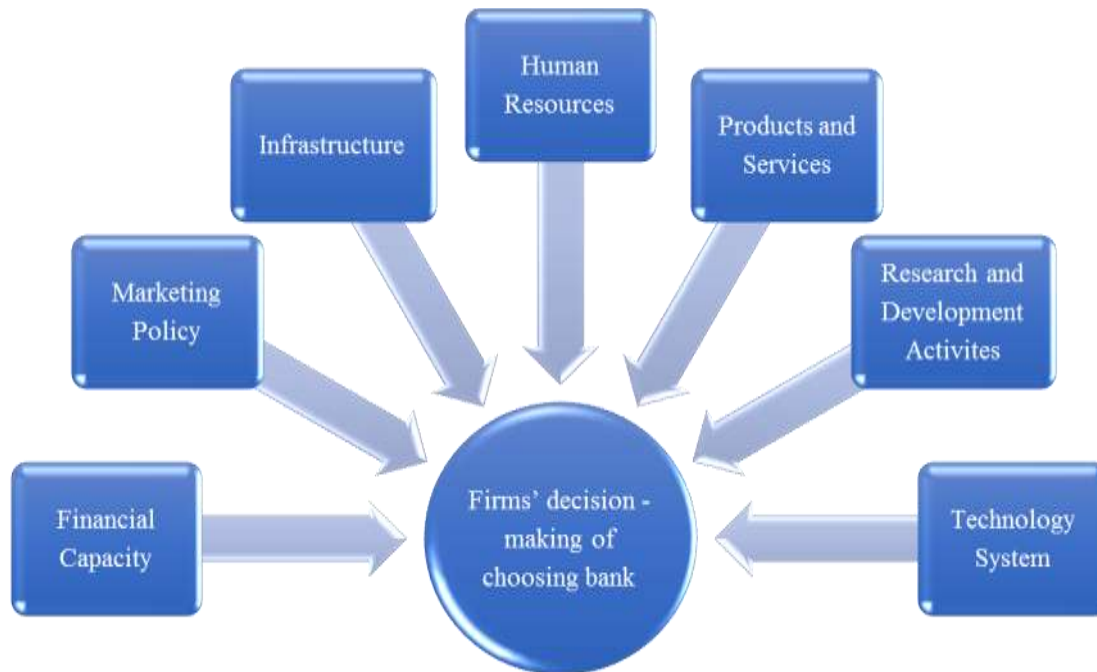 Human
Resources
Infrastructure
Products and
Services
Marketing
Policy
Research and
Development
Activites
Financial
Capacity
Firms’ decision -
making of
choosing bank
Technology
System